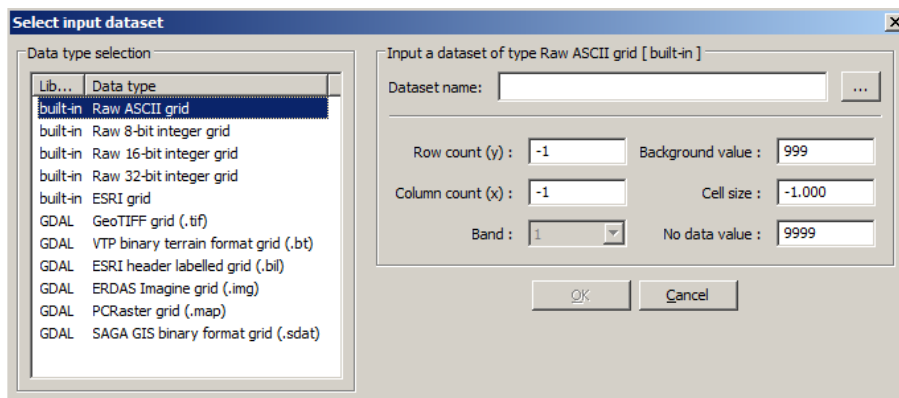 Select input dataset
Data type selection
Lib... Data type
built-in Raw ASCII grid
built-in Raw 8-bit integer grid
built-in Raw 16-bit integer grid
built-in Raw 32-bit integer grid
built-in ESRI grid
GDAL GeoTIFF grid (.tif)
GDAL VTP binary terrain format grid (.bt)
GDAL ESRI header labelled grid (.bil)
GDAL ERDAS Imagine grid (.img)
GDAL PCRaster grid (.map)
GDAL SAGA GIS binary format grid (.sdat)
Input a dataset of type Raw ASCII grid [ built-in ]
Dataset name: ...
Row count (y) : -1 Background value : 999
Column count (x) : -1 Cell size : -1.000
Band : 1 No data value : 9999
OK Cancel